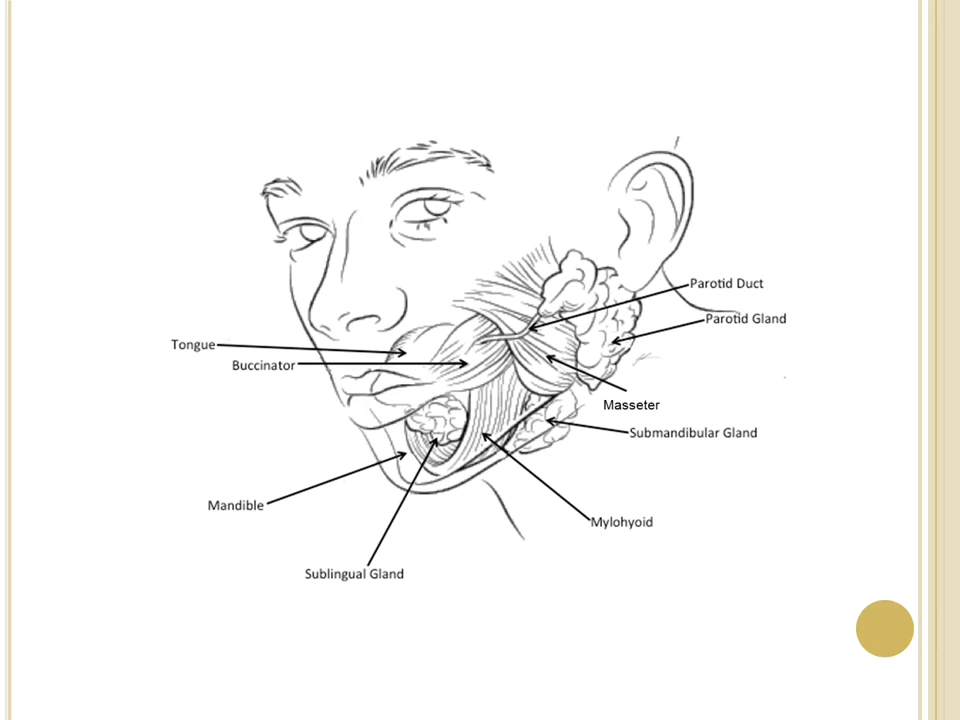 Parotid Duct
Parotid Gland
Tongue
Buccinator
Masseter
Submandibular Gland
Mandible
Mylohyoid
Sublingual Gland